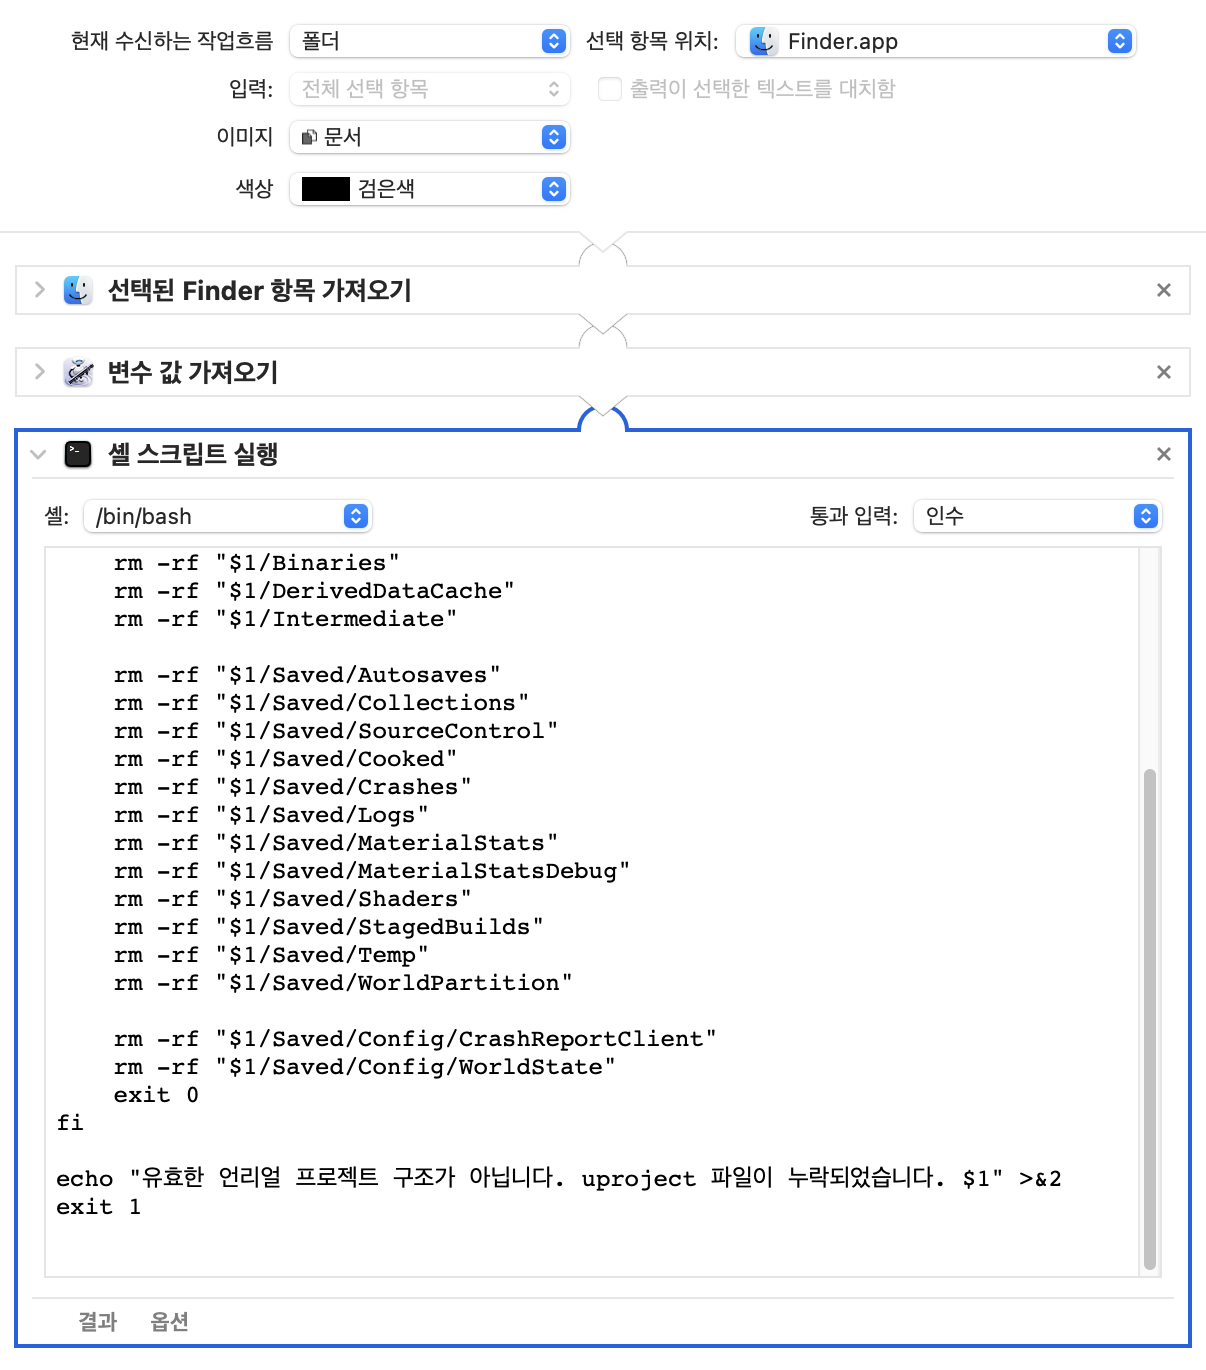 현재 수신하는 작업흐름 폴더 선택 항목 위치: Finder.app
입력: 전체 선택 항목 출력이 선택한 텍스트를 대치함
이미지 문서
색상 검은색
선택된 Finder 항목 가져오기
변수 값 가져오기
셸 스크립트 실행
셸: /bin/bash 통과 입력: 인수
rm -rf "$1/Binaries"
rm -rf "$1/DerivedDataCache"
rm -rf "$1/Intermediate"
rm -rf "$1/Saved/Autosaves"
rm -rf "$1/Saved/Collections"
rm -rf "$1/Saved/SourceControl"
rm -rf "$1/Saved/Cooked"
rm -rf "$1/Saved/Crashes"
rm -rf "$1/Saved/Logs"
rm -rf "$1/Saved/MaterialStats"
rm -rf "$1/Saved/MaterialStatsDebug"
rm -rf "$1/Saved/Shaders"
rm -rf "$1/Saved/StagedBuilds"
rm -rf "$1/Saved/Temp"
rm -rf "$1/Saved/WorldPartition"
rm -rf "$1/Saved/Config/CrashReportClient"
rm -rf "$1/Saved/Config/WorldState"
exit 0
fi
echo "유효한 언리얼 프로젝트 구조가 아닙니다. uproject 파일이 누락되었습니다. $1" >&2
exit 1
결과 옵션